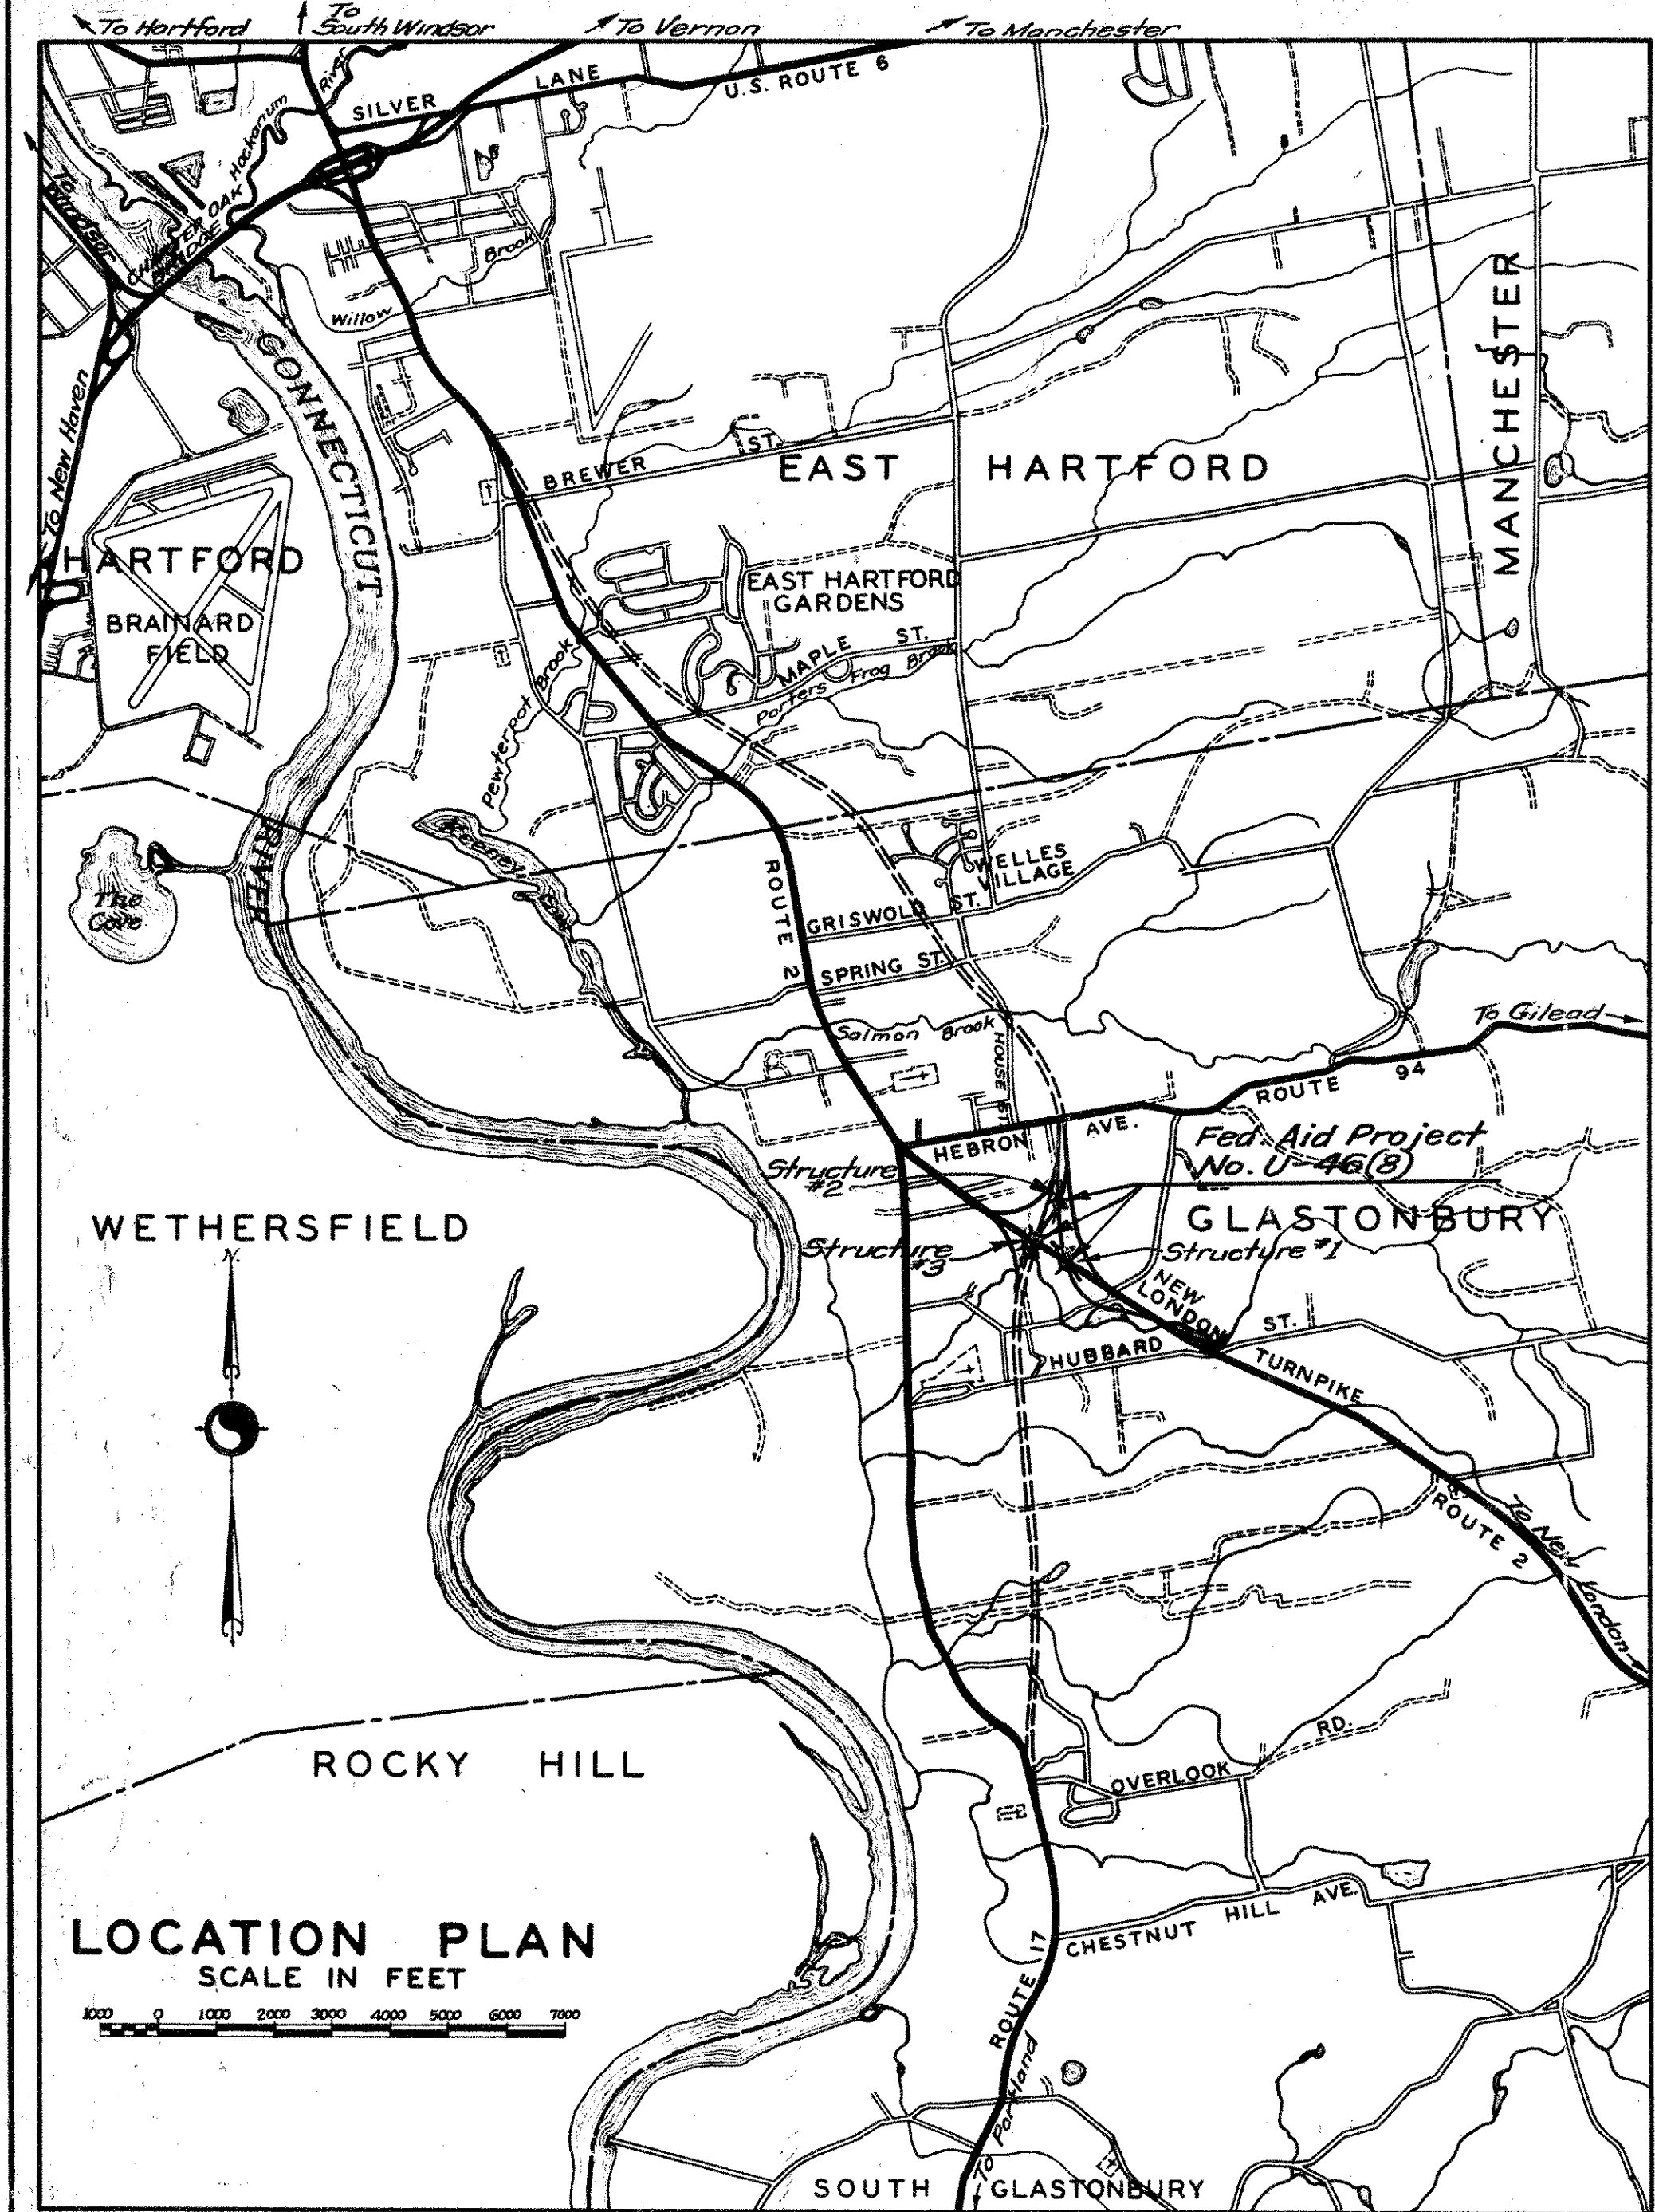 To Hartford
To
South Windsor
To Vernon
To Manchester
SILVER LANE
U.S. ROUTE 6
Hockanum River
To Windsor
CHARTER OAK
BRIDGE
Willow Brook
CONNECTICUT RIVER
To New Haven
HARTFORD
BRAINARD
FIELD
BREWER ST.
EAST HARTFORD
MANCHESTER
EAST HARTFORD
GARDENS
MAPLE ST.
Porters Frog Brook
Pewterpot Brook
Keeney Cove
The
Cove
WELLES
VILLAGE
ROUTE 2
GRISWOLD ST.
SPRING ST.
Salmon Brook
HOUSE ST.
To Gilead
ROUTE 94
HEBRON AVE.
Fed. Aid Project
No. U-46(8)
Structure
#2
GLASTONBURY
Structure
#3
Structure #1
WETHERSFIELD
N.
NEW
LONDON
TURNPIKE
HUBBARD ST.
ROUTE 2
To New London
ROCKY HILL
OVERLOOK RD.
LOCATION PLAN
SCALE IN FEET
1000 0 1000 2000 3000 4000 5000 6000 7000
CHESTNUT HILL AVE.
ROUTE 17
To Portland
SOUTH GLASTONBURY